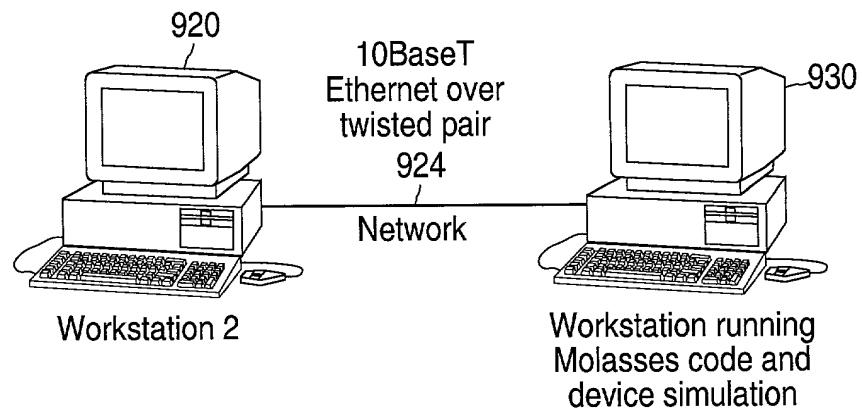 920
10BaseT
Ethernet over
twisted pair
924
930
Network
Workstation 2
Workstation running
Molasses code and
device simulation